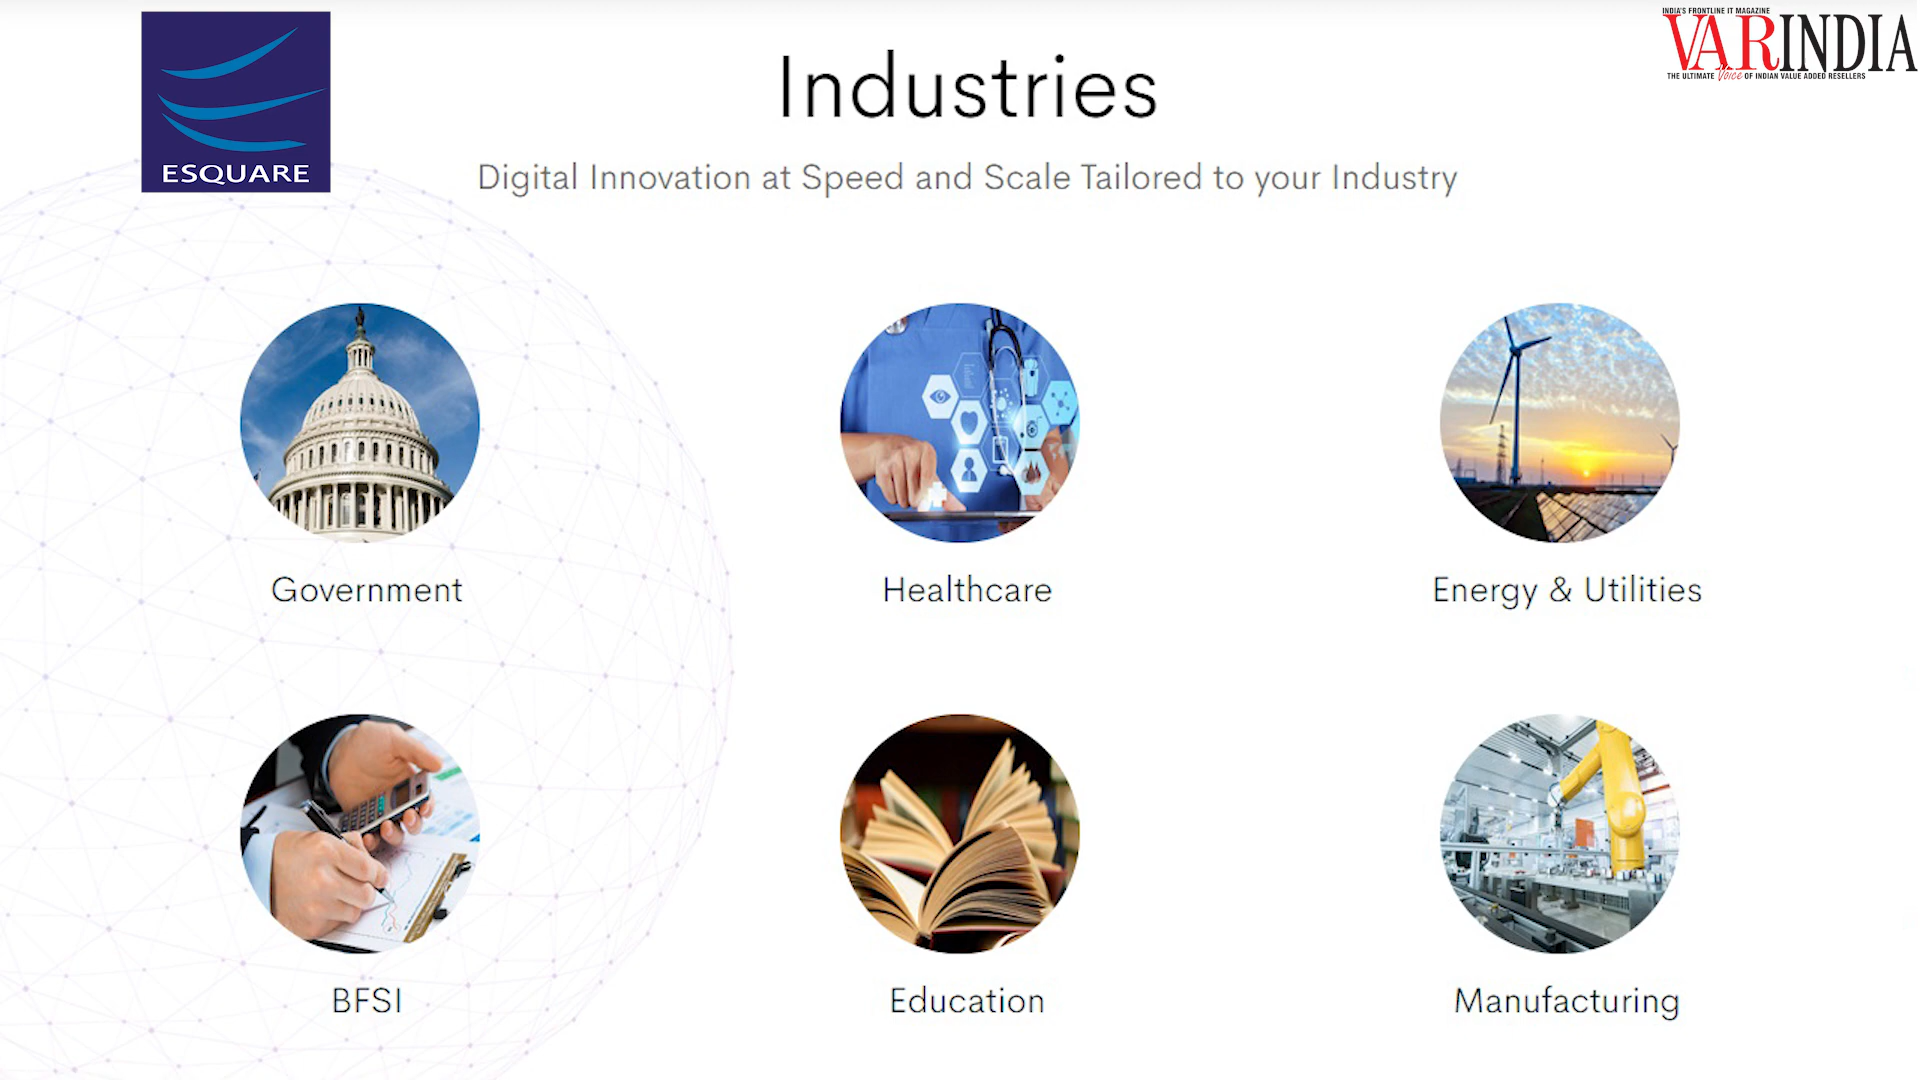 ESQUARE
INDIA'S FRONTLINE IT MAGAZINE
VARINDIA
THE ULTIMATE Voice OF INDIAN VALUE ADDED RESELLERS
Industries
Digital Innovation at Speed and Scale Tailored to your Industry
Government
Healthcare
Energy & Utilities
BFSI
Education
Manufacturing